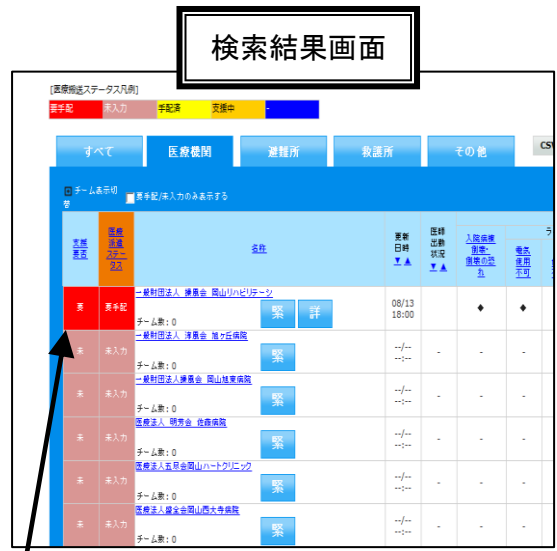 検索結果画面
[医療搬送ステータス凡例]
要手配 未入力 手配済 支援中 -
すべて 医療機関 避難所 救護所 その他 CSV
チーム表示切替
要手配/未入力のみ表示する
支援要否 医療派遣ステータス 名称 更新日時 ▼▲ 医師出動状況 ▼▲ 入院病棟倒壊・倒壊の恐れ 電気使用不可
ラ
要 要手配 一般財団法人 操風会 岡山リハビリテーシ 緊 詳 08/13 18:00 ◆ ◆
チーム数: 0
未 未入力 一般財団法人 淳風会 旭ヶ丘病院 緊 --/-- --:-- - - -
チーム数: 0
未 未入力 一般財団法人操風会 岡山旭東病院 緊 --/-- --:-- - - -
チーム数: 0
未 未入力 医療法人 明芳会 佐藤病院 緊 --/-- --:-- - - -
チーム数: 0
未 未入力 医療法人五尽会岡山ハートクリニック 緊 --/-- --:-- - - -
チーム数: 0
未 未入力 医療法人盛全会岡山西大寺病院 緊 --/-- --:-- - - -
チーム数: 0